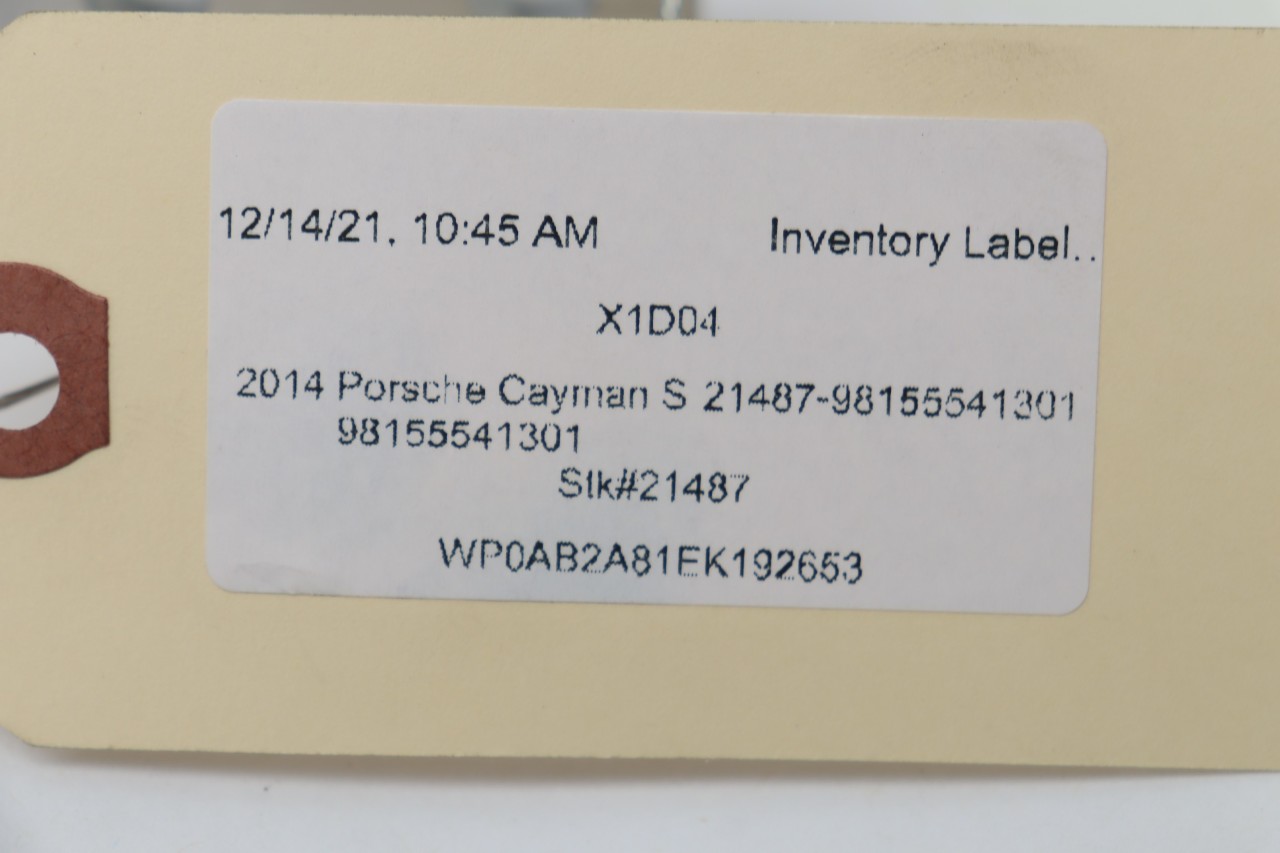 12/14/21, 10:45 AM Inventory Label..
X1D04
2014 Porsche Cayman S 21487-98155541301
98155541301
Stk#21487
WP0AB2A81EK192653